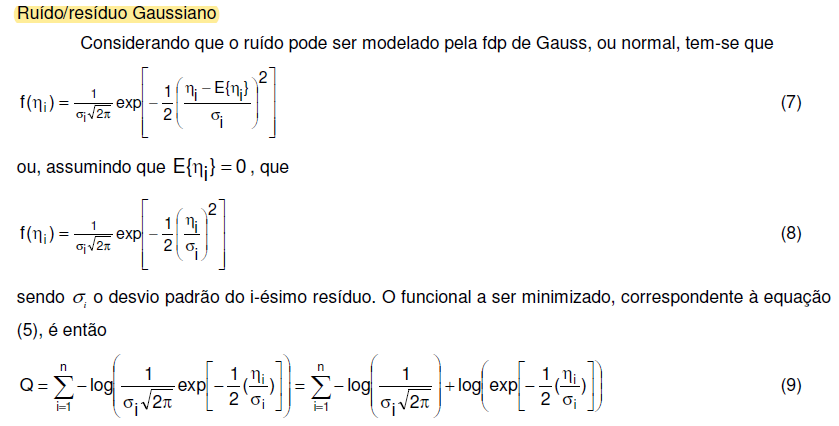 Ruído/resíduo Gaussiano
Considerando que o ruído pode ser modelado pela fdp de Gauss, ou normal, tem-se que
f(ηᵢ) = 1/(σᵢ√2π) exp[ −1/2 ( (ηᵢ − E{ηᵢ})/σᵢ )² ] (7)
ou, assumindo que E{ηᵢ} = 0 , que
f(ηᵢ) = 1/(σᵢ√2π) exp[ −1/2 ( ηᵢ/σᵢ )² ] (8)
sendo σᵢ o desvio padrão do i-ésimo resíduo. O funcional a ser minimizado, correspondente à equação
(5), é então
Q = ∑ⁿᵢ₌₁ −log( 1/(σᵢ√2π) exp[ −1/2 (ηᵢ/σᵢ) ] ) = ∑ⁿᵢ₌₁ −log( 1/(σᵢ√2π) ) + log( exp[ −1/2 (ηᵢ/σᵢ) ] ) (9)